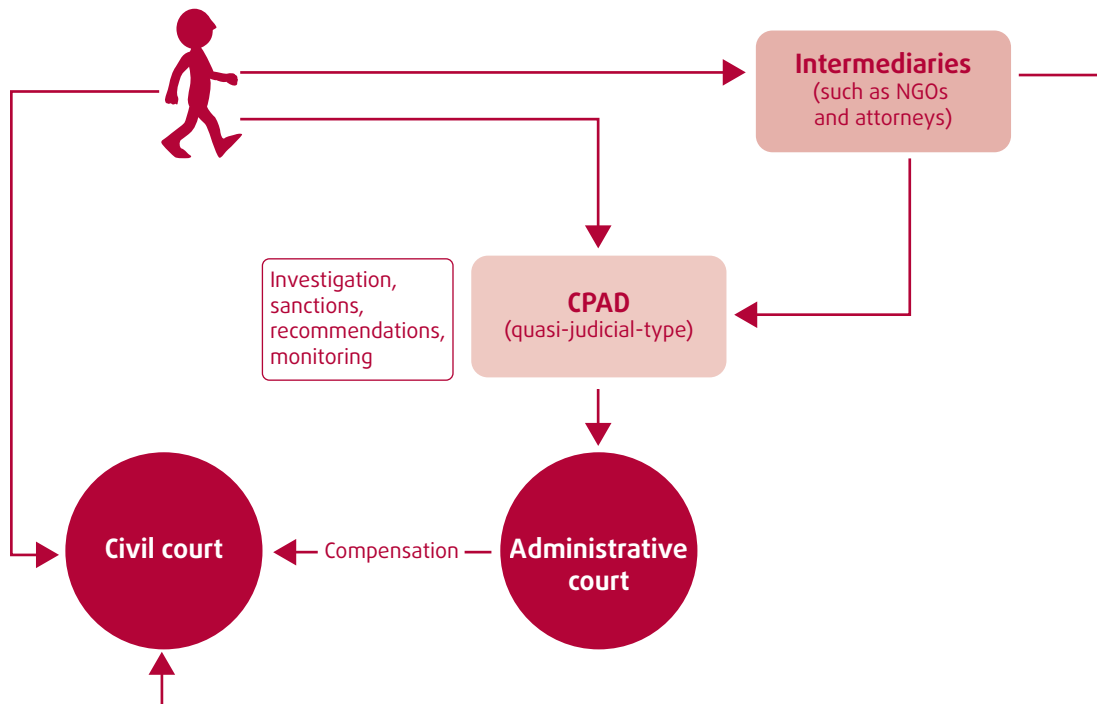 Intermediaries
(such as NGOs
and attorneys)
Investigation,
sanctions,
recommendations,
monitoring
CPAD
(quasi-judicial-type)
Civil court
Compensation
Administrative
court